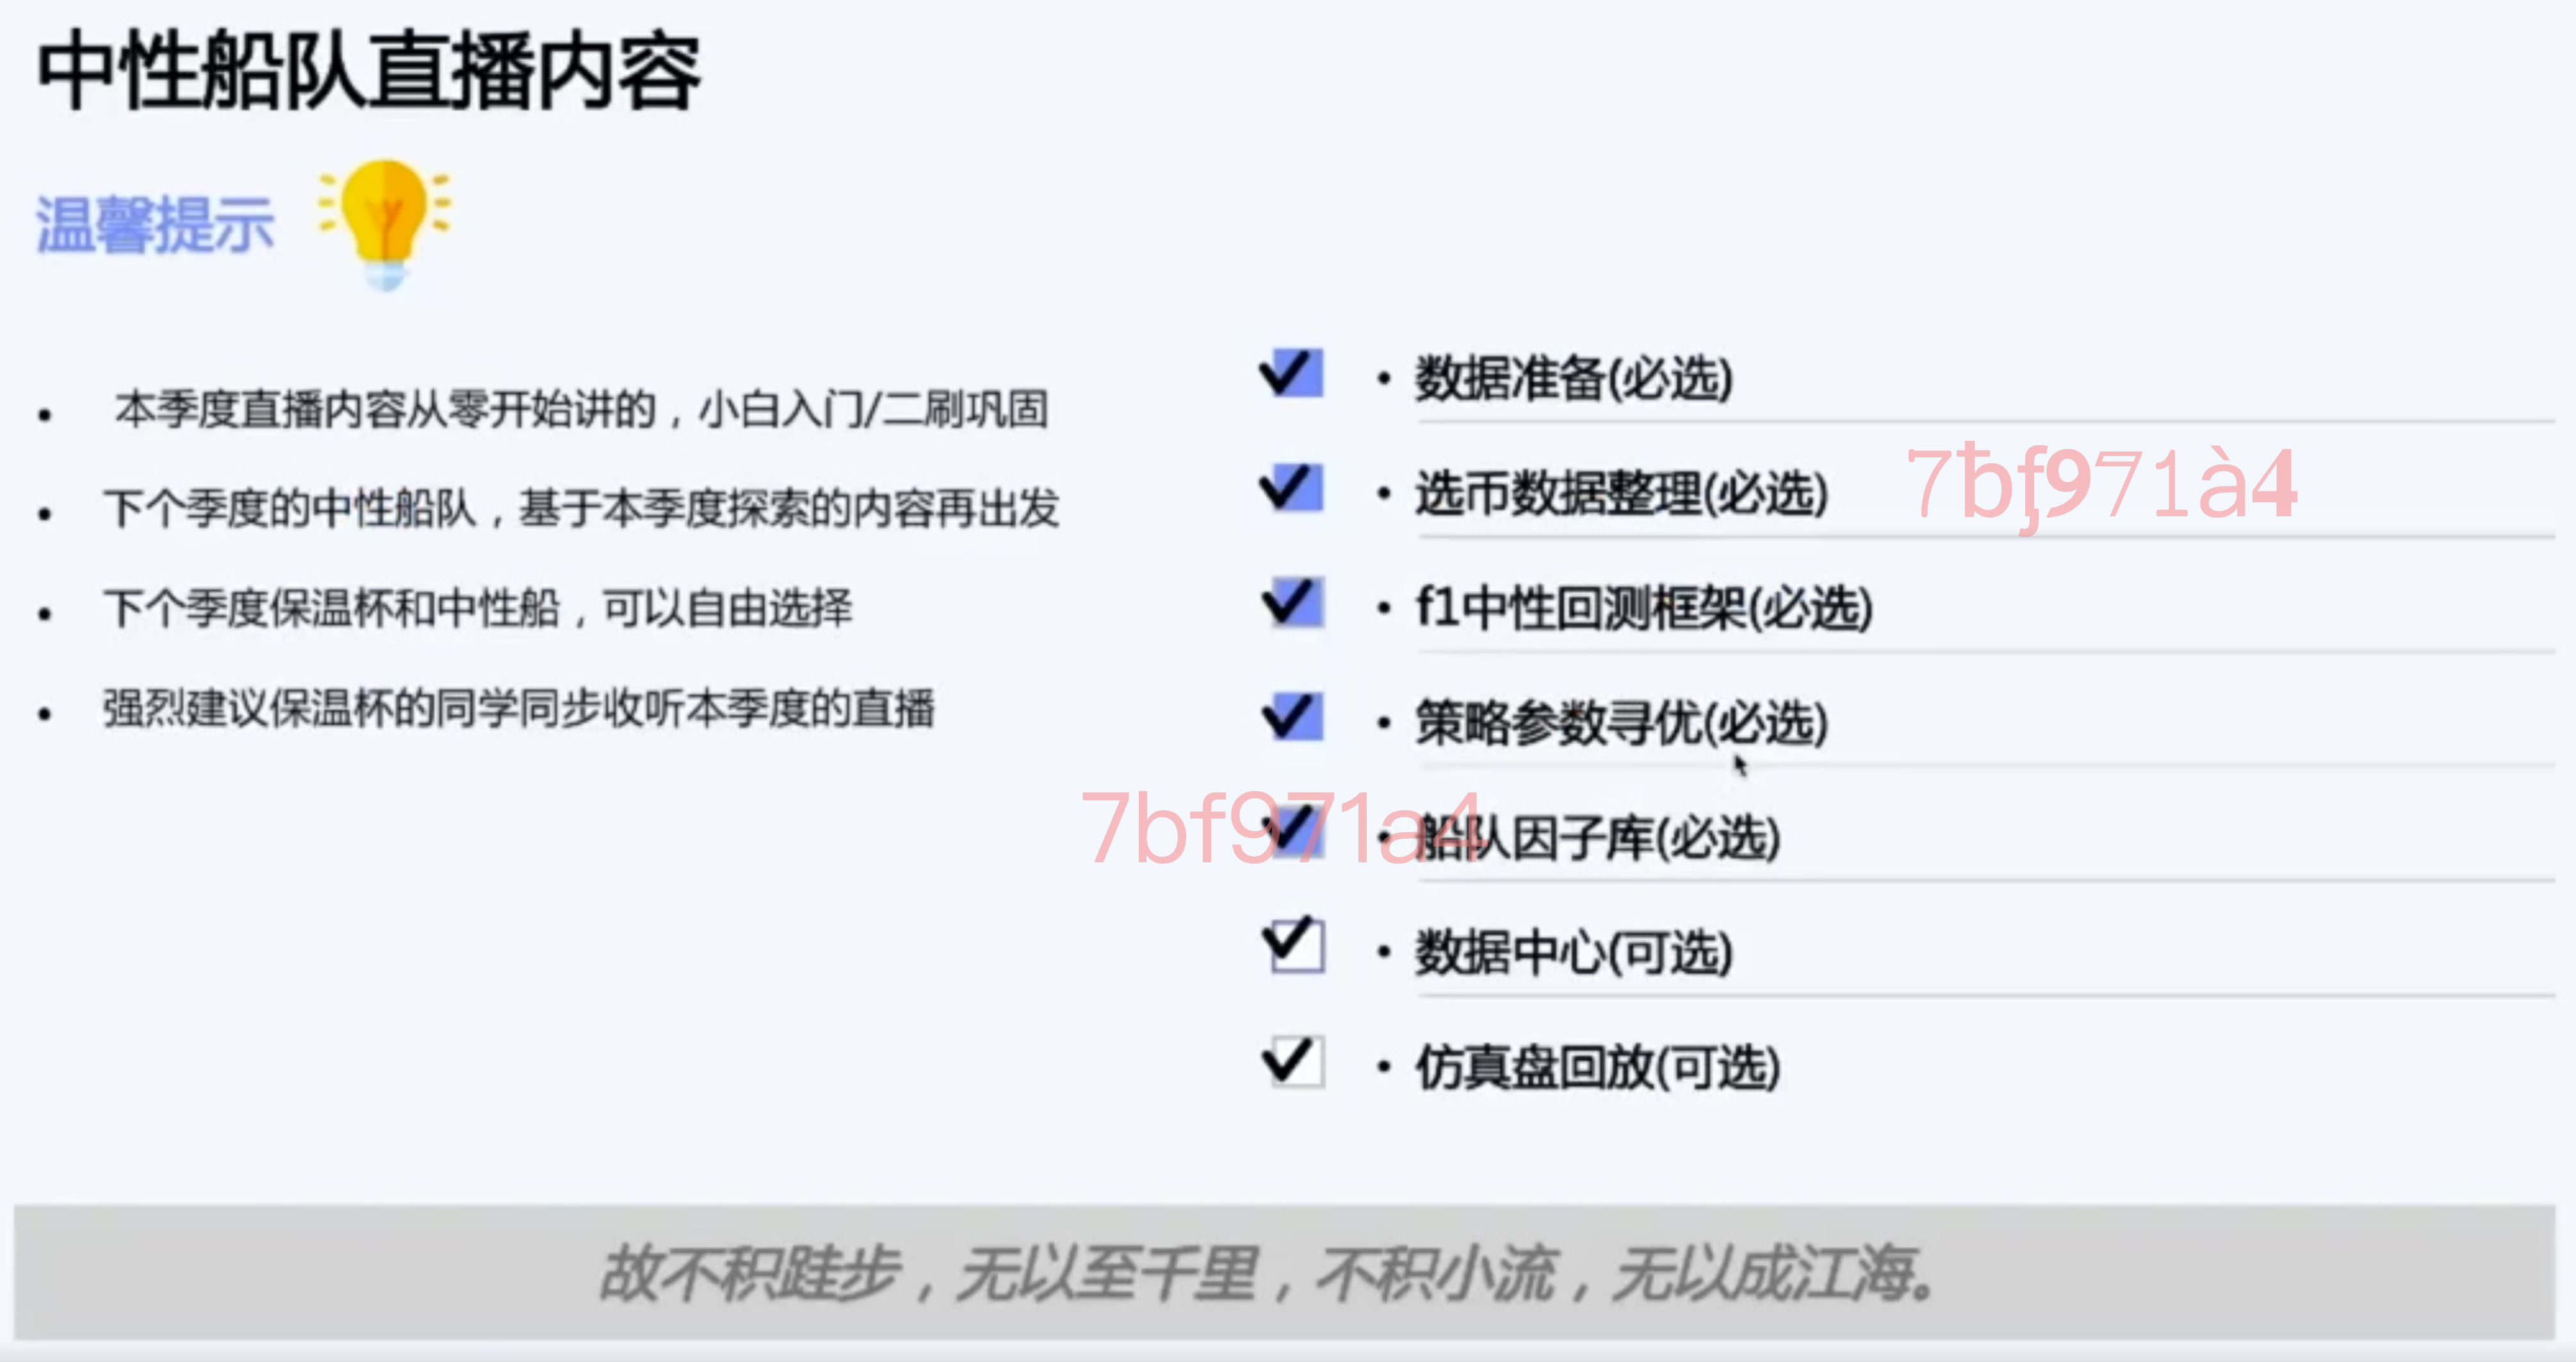 中性船队直播内容
温馨提示
• 本季度直播内容从零开始讲的，小白入门/二刷巩固
• 下个季度的中性船队，基于本季度探索的内容再出发
• 下个季度保温杯和中性船，可以自由选择
• 强烈建议保温杯的同学同步收听本季度的直播
• 数据准备(必选)
• 选币数据整理(必选)
7bf971à4
• f1中性回测框架(必选)
• 策略参数寻优(必选)
7bf971a4
• 船队因子库(必选)
• 数据中心(可选)
• 仿真盘回放(可选)
故不积跬步，无以至千里，不积小流，无以成江海。